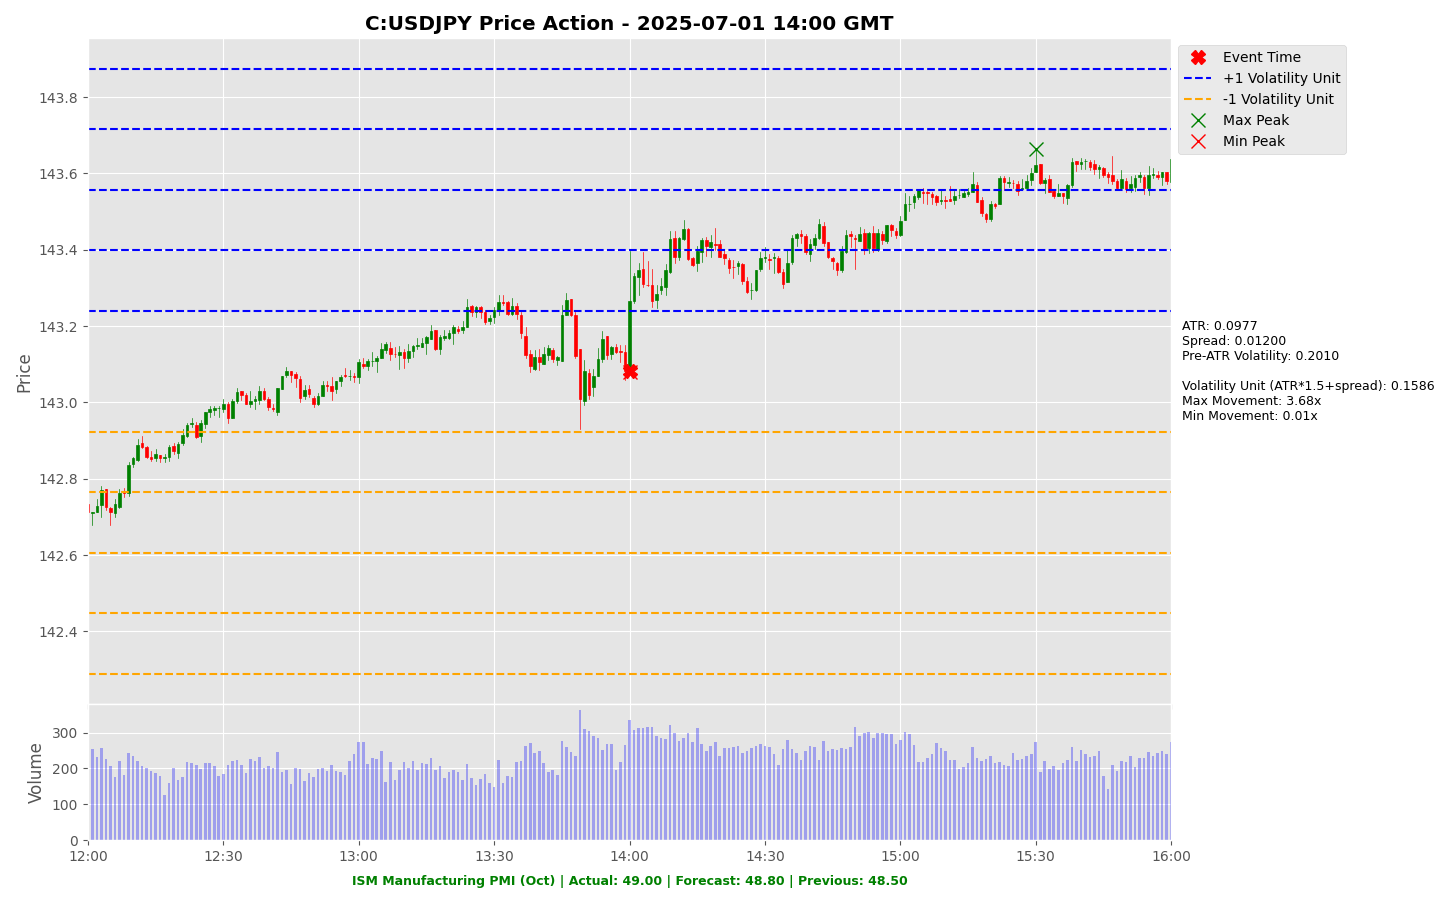 C:USDJPY Price Action - 2025-07-01 14:00 GMT
Event Time
+1 Volatility Unit
-1 Volatility Unit
Max Peak
Min Peak
Price
143.8
143.6
143.4
143.2
143.0
142.8
142.6
142.4
ATR: 0.0977
Spread: 0.01200
Pre-ATR Volatility: 0.2010
Volatility Unit (ATR*1.5+spread): 0.1586
Max Movement: 3.68x
Min Movement: 0.01x
Volume
300
200
100
0
12:00 12:30 13:00 13:30 14:00 14:30 15:00 15:30 16:00
ISM Manufacturing PMI (Oct) | Actual: 49.00 | Forecast: 48.80 | Previous: 48.50